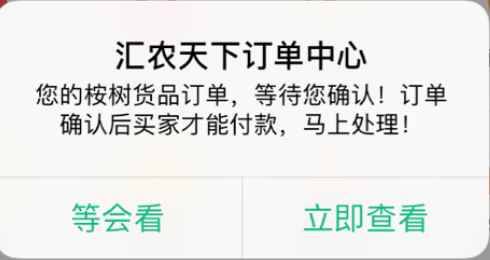 汇农天下订单中心
您的桉树货品订单，等待您确认！订单
确认后买家才能付款，马上处理！
等会看
立即查看